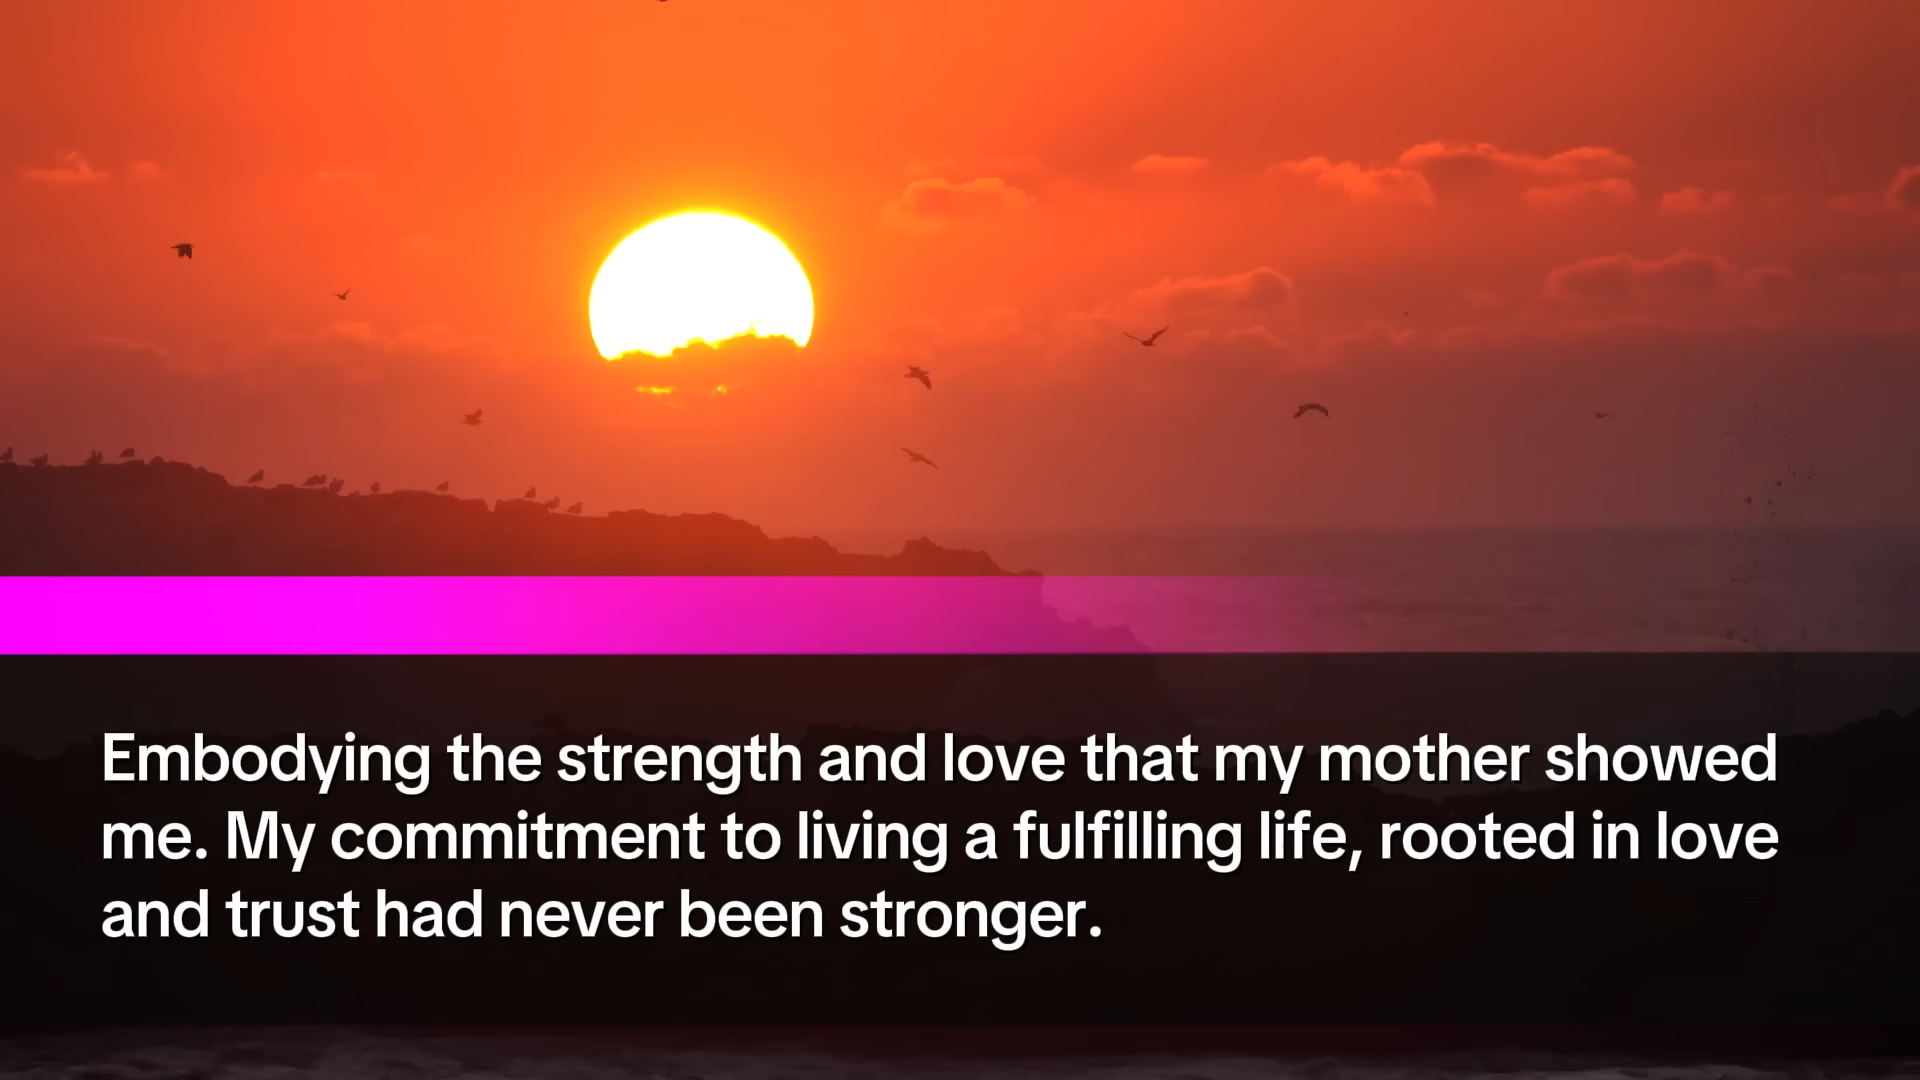 Embodying the strength and love that my mother showed
me. My commitment to living a fulfilling life, rooted in love
and trust had never been stronger.